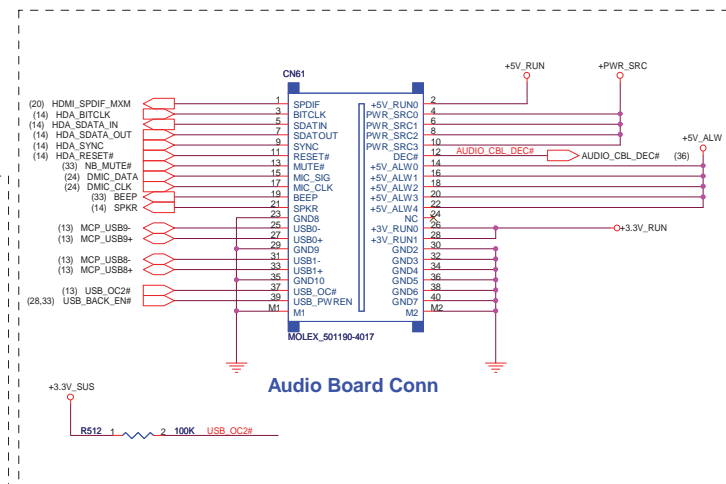 CN61
+5V_RUN
+PWR_SRC
(20) HDMI_SPDIF_MXM 1 SPDIF +5V_RUN0 2
(14) HDA_BITCLK 3 BITCLK PWR_SRC0 4
(14) HDA_SDATA_IN 5 SDATIN PWR_SRC1 6
(14) HDA_SDATA_OUT 7 SDATOUT PWR_SRC2 8
(14) HDA_SYNC 9 SYNC PWR_SRC3 10
+5V_ALW
(14) HDA_RESET# 11 RESET# DEC# 12 AUDIO_CBL_DEC# AUDIO_CBL_DEC# (36)
(33) NB_MUTE# 13 MUTE# +5V_ALW0 14
(24) DMIC_DATA 15 MIC_SIG +5V_ALW1 16
(24) DMIC_CLK 17 MIC_CLK +5V_ALW2 18
(33) BEEP 19 BEEP +5V_ALW3 20
(14) SPKR 21 SPKR +5V_ALW4 22
23 GND8 NC 24
(13) MCP_USB9- 25 USB0- +3V_RUN0 26 +3.3V_RUN
(13) MCP_USB9+ 27 USB0+ +3V_RUN1 28
29 GND9 GND2 30
(13) MCP_USB8- 31 USB1- GND3 32
(13) MCP_USB8+ 33 USB1+ GND4 34
35 GND10 GND5 36
(13) USB_OC2# 37 USB_OC# GND6 38
(28,33) USB_BACK_EN# 39 USB_PWREN GND7 40
M1 M1 M2 M2
MOLEX_501190-4017
Audio Board Conn
+3.3V_SUS
R512 1 2 100K USB_OC2#